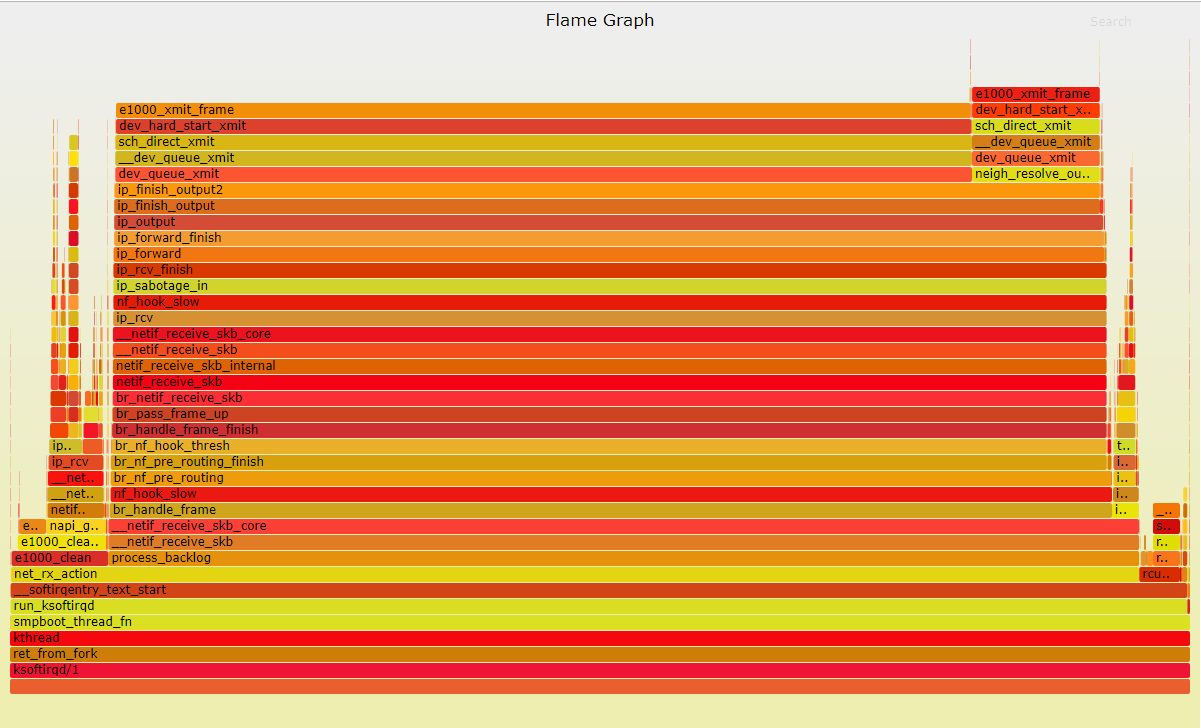 Flame Graph
Search
e1000_xmit_frame
e1000_xmit_frame dev_hard_start_x..
dev_hard_start_xmit sch_direct_xmit
sch_direct_xmit __dev_queue_xmit
__dev_queue_xmit dev_queue_xmit
dev_queue_xmit neigh_resolve_ou..
ip_finish_output2
ip_finish_output
ip_output
ip_forward_finish
ip_forward
ip_rcv_finish
ip_sabotage_in
nf_hook_slow
ip_rcv
__netif_receive_skb_core
__netif_receive_skb
netif_receive_skb_internal
netif_receive_skb
br_netif_receive_skb
br_pass_frame_up
br_handle_frame_finish
ip.. br_nf_hook_thresh t..
ip_rcv br_nf_pre_routing_finish i..
__net.. br_nf_pre_routing i..
__net.. nf_hook_slow i..
netif.. br_handle_frame i.. _..
e.. napi_g.. __netif_receive_skb_core s..
e1000_clea.. __netif_receive_skb r..
e1000_clean process_backlog r..
net_rx_action rcu..
__softirqentry_text_start
run_ksoftirqd
smpboot_thread_fn
kthread
ret_from_fork
ksoftirqd/1